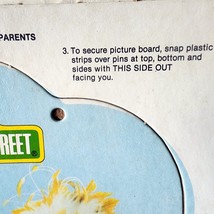 PARENTS
3. To secure picture board, snap plastic
strips over pins at top, bottom and
sides with THIS SIDE OUT
facing you.
REET